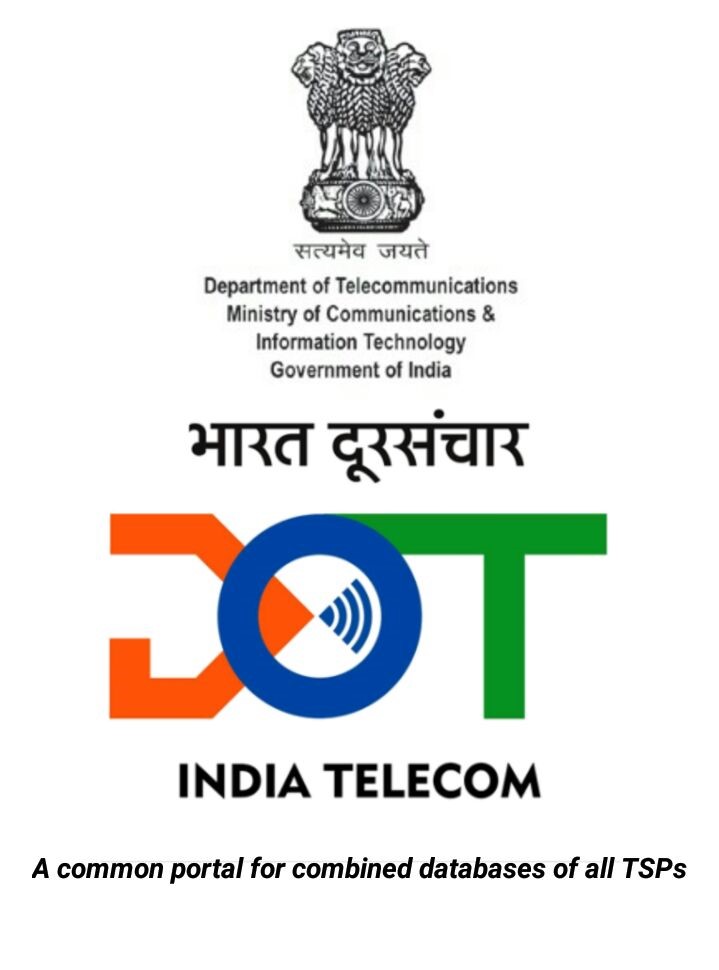 सत्यमेव जयते
Department of Telecommunications
Ministry of Communications &
Information Technology
Government of India
भारत दूरसंचार
DOT
INDIA TELECOM
A common portal for combined databases of all TSPs